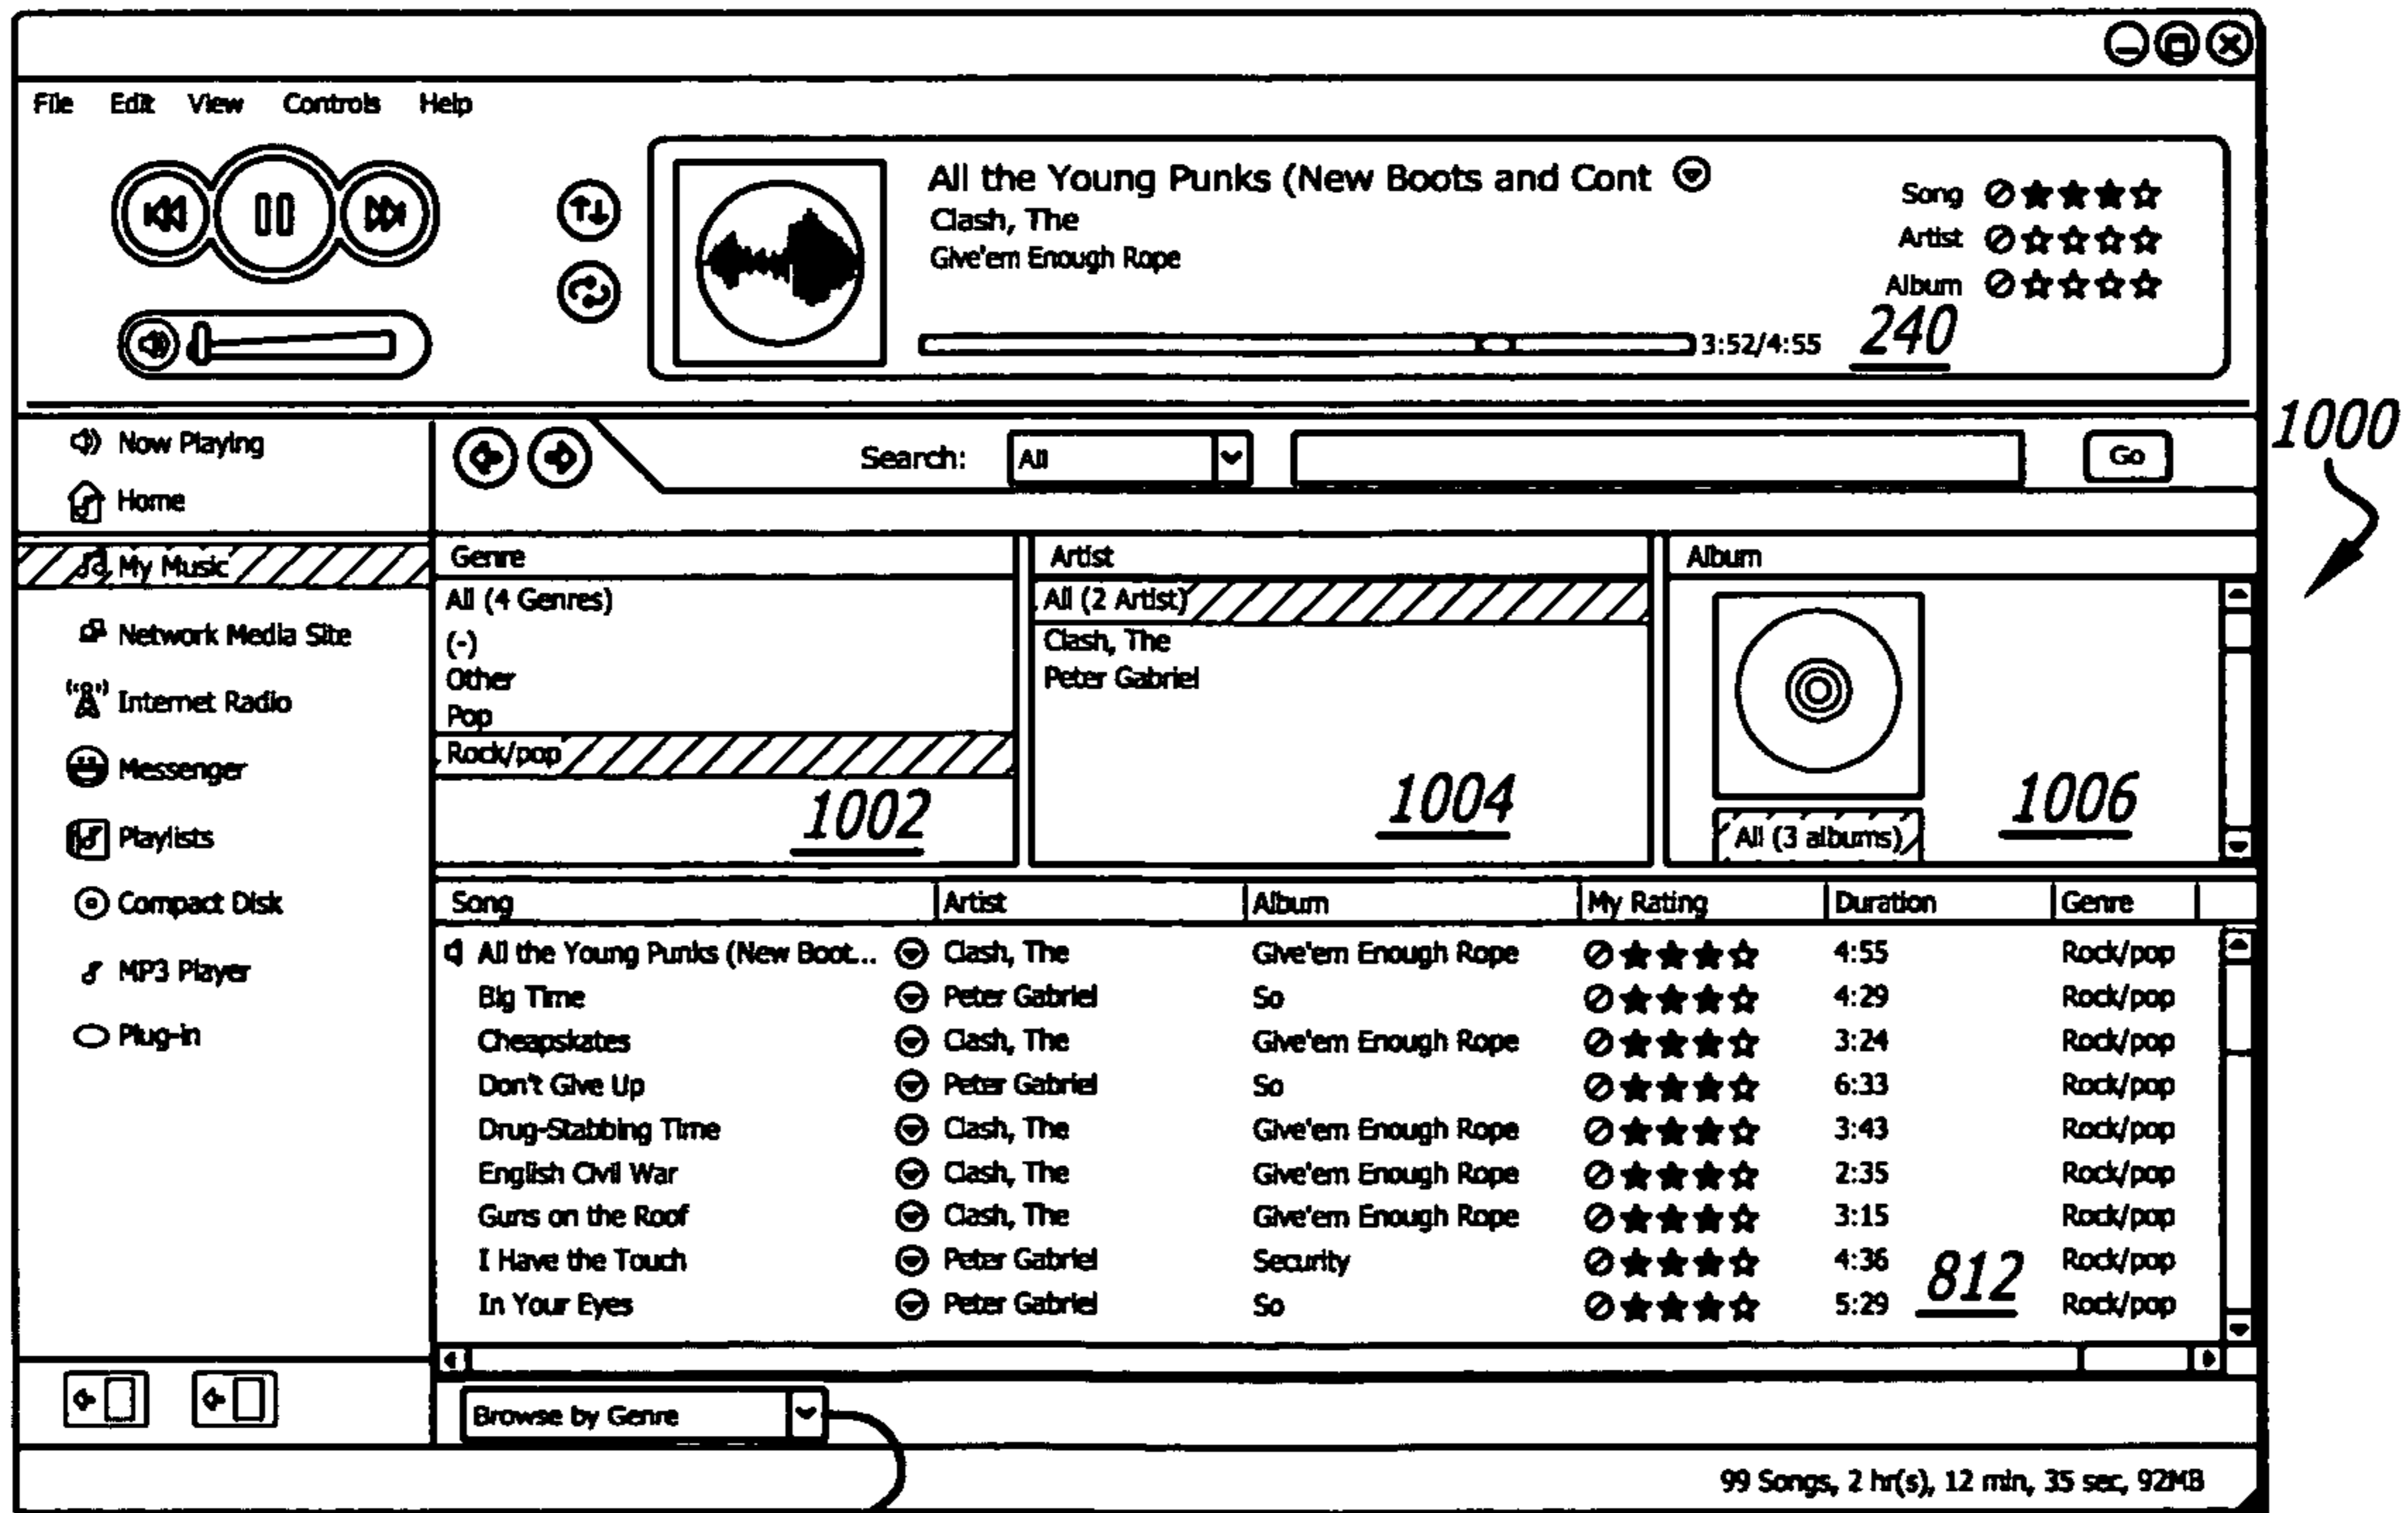 File Edit View Controls Help
All the Young Punks (New Boots and Cont
Clash, The
Give'em Enough Rope
Song
Artist
Album
3:52/4:55
240
1000
Now Playing
Home
My Music
Network Media Site
Internet Radio
Messenger
Playlists
Compact Disk
MP3 Player
Plug-in
Search: All Go
Genre
All (4 Genres)
(-)
Other
Pop
Rock/pop
1002
Artist
All (2 Artist)
Clash, The
Peter Gabriel
1004
Album
All (3 albums)
1006
Song Artist Album My Rating Duration Genre
All the Young Punks (New Boot... Clash, The Give'em Enough Rope 4:55 Rock/pop
Big Time Peter Gabriel So 4:29 Rock/pop
Cheapskates Clash, The Give'em Enough Rope 3:24 Rock/pop
Don't Give Up Peter Gabriel So 6:33 Rock/pop
Drug-Stabbing Time Clash, The Give'em Enough Rope 3:43 Rock/pop
English Civil War Clash, The Give'em Enough Rope 2:35 Rock/pop
Guns on the Roof Clash, The Give'em Enough Rope 3:15 Rock/pop
I Have the Touch Peter Gabriel Security 4:36 Rock/pop
In Your Eyes Peter Gabriel So 5:29 Rock/pop
812
Browse by Genre
99 Songs, 2 hr(s), 12 min, 35 sec, 92MB